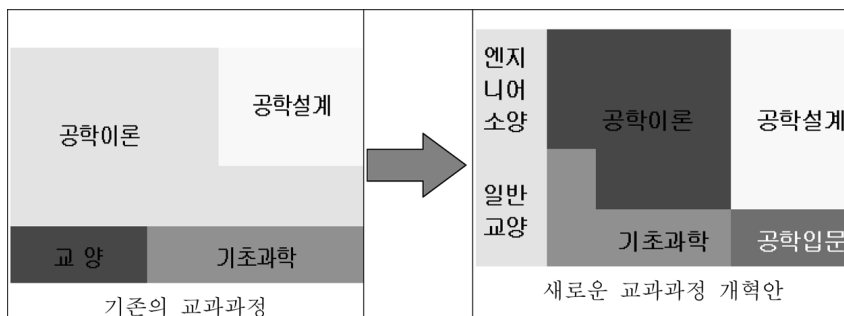 공학이론
공학설계
교 양
기초과학
기존의 교과과정
엔지
니어
소양
공학이론
공학설계
일반
교양
기초과학
공학입문
새로운 교과과정 개혁안